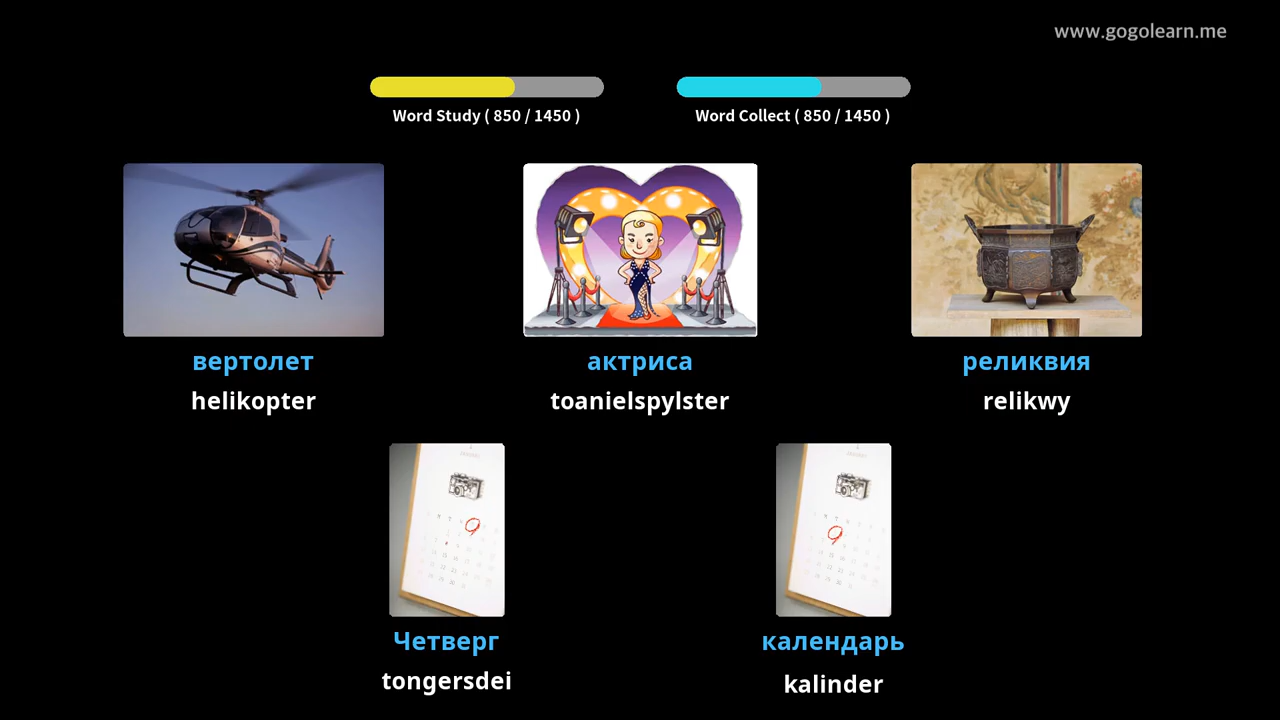 www.gogolearn.me
Word Study ( 850 / 1450 )
Word Collect ( 850 / 1450 )
вертолет
актриса
реликвия
helikopter
toanielspylster
relikwy
Четверг
календарь
tongersdei
kalinder